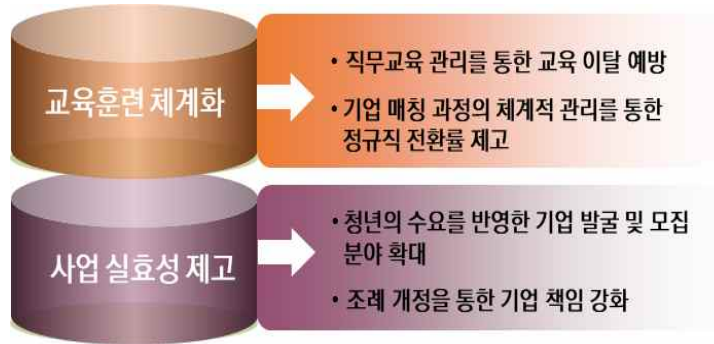 교육훈련 체계화
• 직무교육 관리를 통한 교육 이탈 예방
• 기업 매칭 과정의 체계적 관리를 통한
정규직 전환률 제고
사업 실효성 제고
• 청년의 수요를 반영한 기업 발굴 및 모집
분야 확대
• 조례 개정을 통한 기업 책임 강화